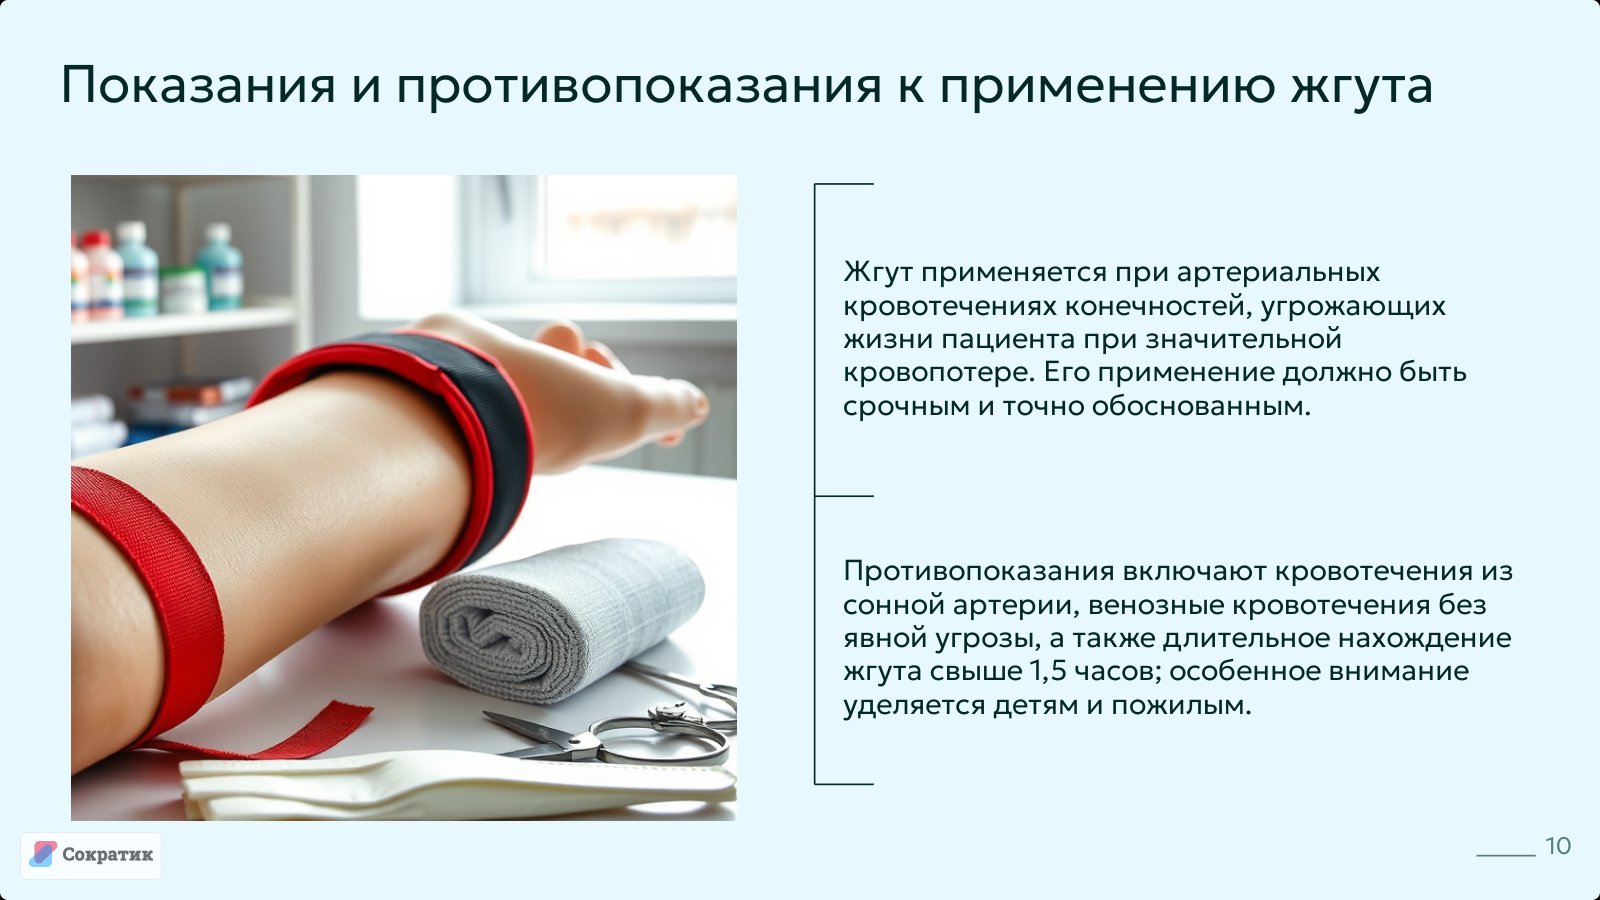 Показания и противопоказания к применению жгута
Жгут применяется при артериальных
кровотечениях конечностей, угрожающих
жизни пациента при значительной
кровопотере. Его применение должно быть
срочным и точно обоснованным.
Противопоказания включают кровотечения из
сонной артерии, венозные кровотечения без
явной угрозы, а также длительное нахождение
жгута свыше 1,5 часов; особенное внимание
уделяется детям и пожилым.
Сократик
10